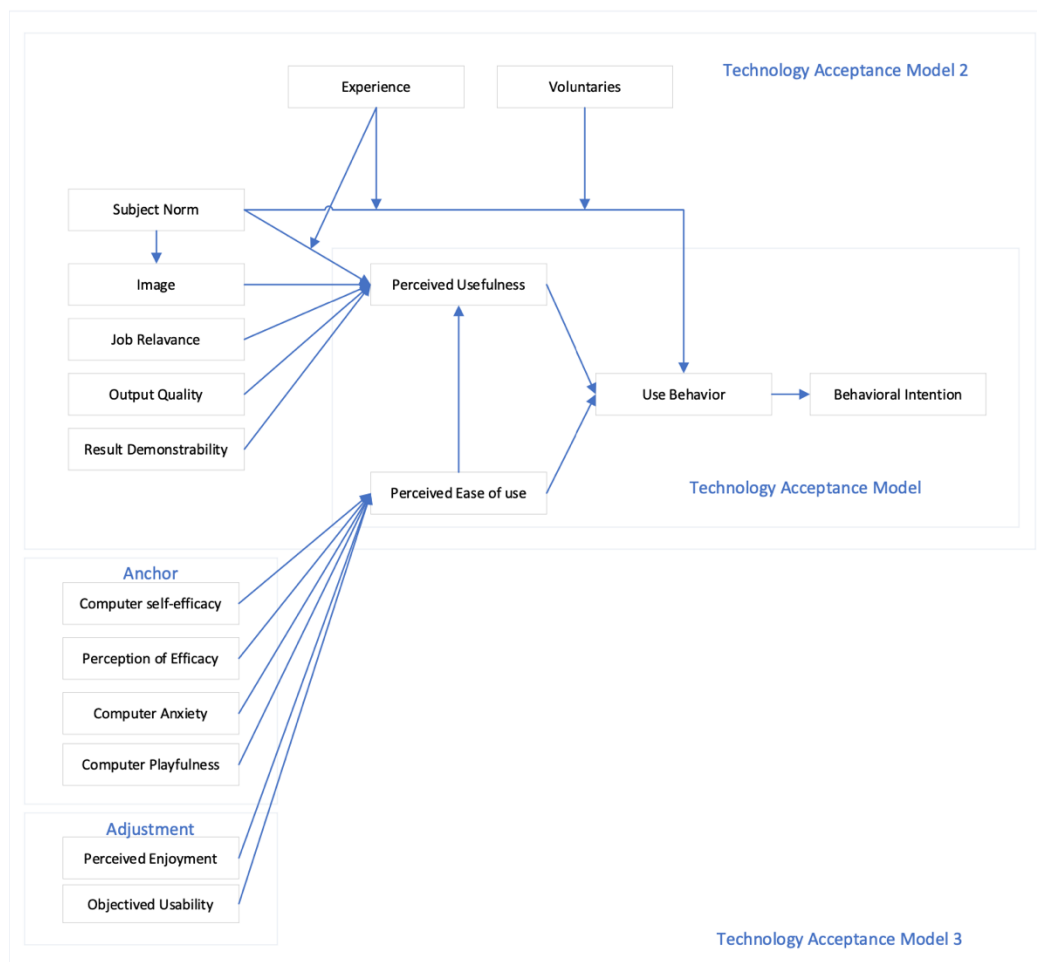 Technology Acceptance Model 2
Experience
Voluntaries
Subject Norm
Image
Perceived Usefulness
Job Relavance
Output Quality
Use Behavior
Behavioral Intention
Result Demonstrability
Perceived Ease of use
Technology Acceptance Model
Anchor
Computer self-efficacy
Perception of Efficacy
Computer Anxiety
Computer Playfulness
Adjustment
Perceived Enjoyment
Objectived Usability
Technology Acceptance Model 3